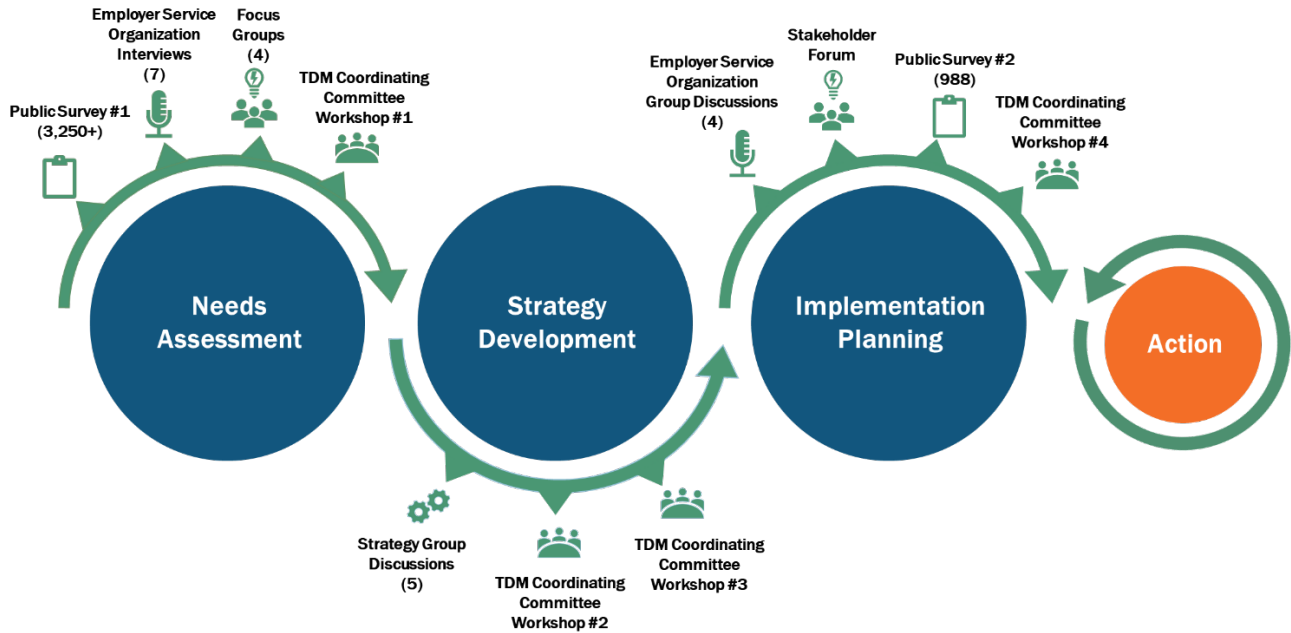 Public Survey #1
(3,250+)
Employer Service
Organization
Interviews
(7)
Focus
Groups
(4)
TDM Coordinating
Committee
Workshop #1
Needs
Assessment
Strategy Group
Discussions
(5)
TDM Coordinating
Committee
Workshop #2
TDM Coordinating
Committee
Workshop #3
Strategy
Development
Employer Service
Organization
Group Discussions
(4)
Stakeholder
Forum
Public Survey #2
(988)
TDM Coordinating
Committee
Workshop #4
Implementation
Planning
Action